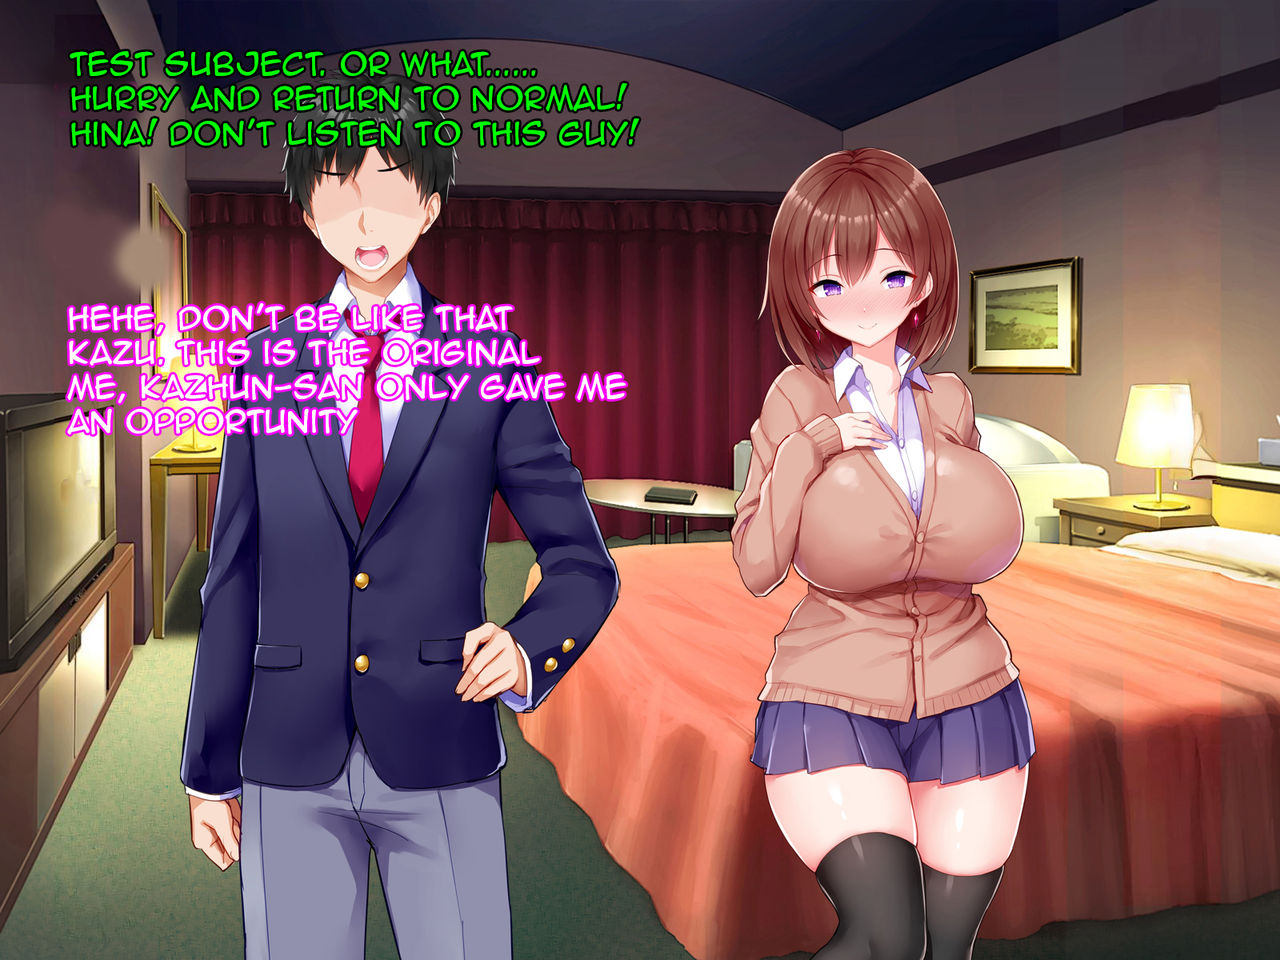 TEST SUBJECT. OR WHAT......
HURRY AND RETURN TO NORMAL!
HINA! DON'T LISTEN TO THIS GUY!
HEHE, DON'T BE LIKE THAT
KAZU. THIS IS THE ORIGINAL
ME, KAZHUN-SAN ONLY GAVE ME
AN OPPORTUNITY